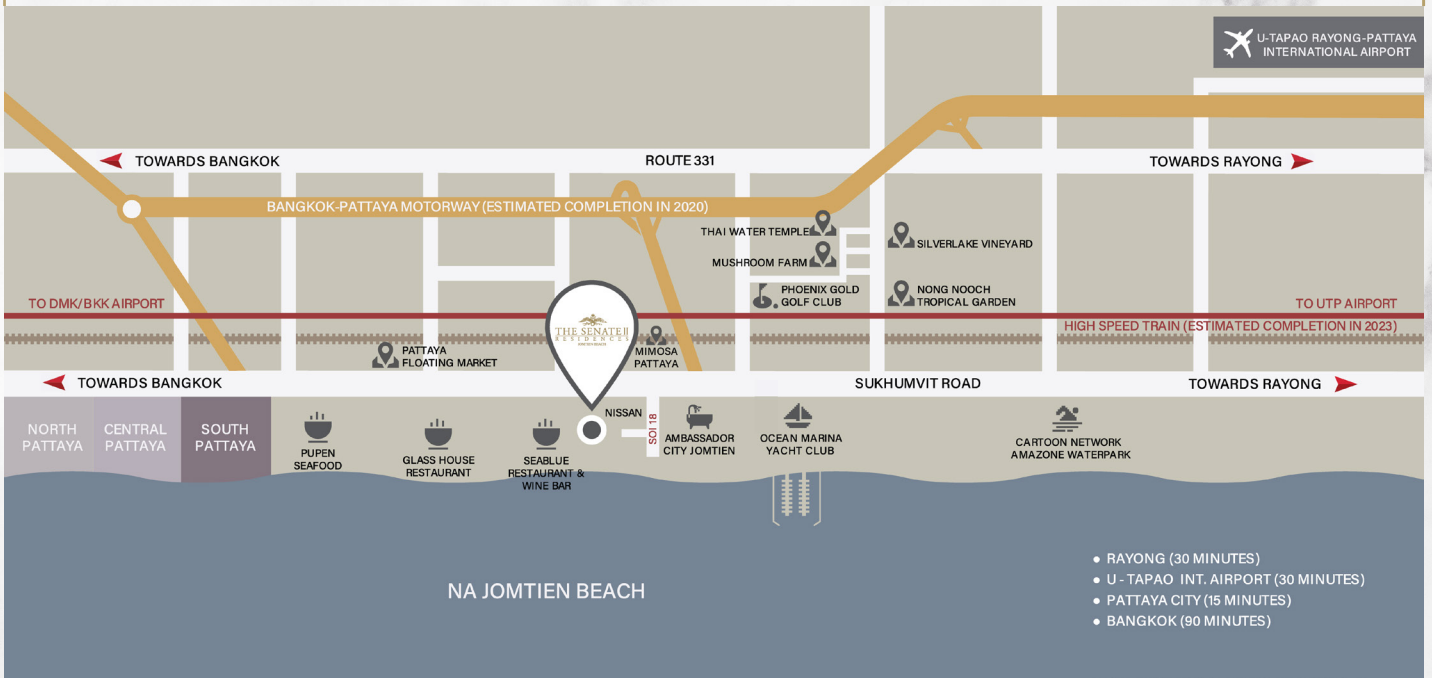 U-TAPAO RAYONG-PATTAYA
INTERNATIONAL AIRPORT
TOWARDS BANGKOK
ROUTE 331
TOWARDS RAYONG
BANGKOK-PATTAYA MOTORWAY (ESTIMATED COMPLETION IN 2020)
THAI WATER TEMPLE
SILVERLAKE VINEYARD
MUSHROOM FARM
PHOENIX GOLD
GOLF CLUB
NONG NOOCH
TROPICAL GARDEN
TO DMK/BKK AIRPORT
TO UTP AIRPORT
HIGH SPEED TRAIN (ESTIMATED COMPLETION IN 2023)
THE SENATE II
RESIDENCES
PATTAYA
FLOATING MARKET
MIMOSA
PATTAYA
TOWARDS BANGKOK
SUKHUMVIT ROAD
TOWARDS RAYONG
NORTH
PATTAYA
CENTRAL
PATTAYA
SOUTH
PATTAYA
PUPEN
SEAFOOD
GLASS HOUSE
RESTAURANT
SEABLUE
RESTAURANT &
WINE BAR
NISSAN
SOI 18
AMBASSADOR
CITY JOMTIEN
OCEAN MARINA
YACHT CLUB
CARTOON NETWORK
AMAZONE WATERPARK
NA JOMTIEN BEACH
• RAYONG (30 MINUTES)
• U - TAPAO INT. AIRPORT (30 MINUTES)
• PATTAYA CITY (15 MINUTES)
• BANGKOK (90 MINUTES)